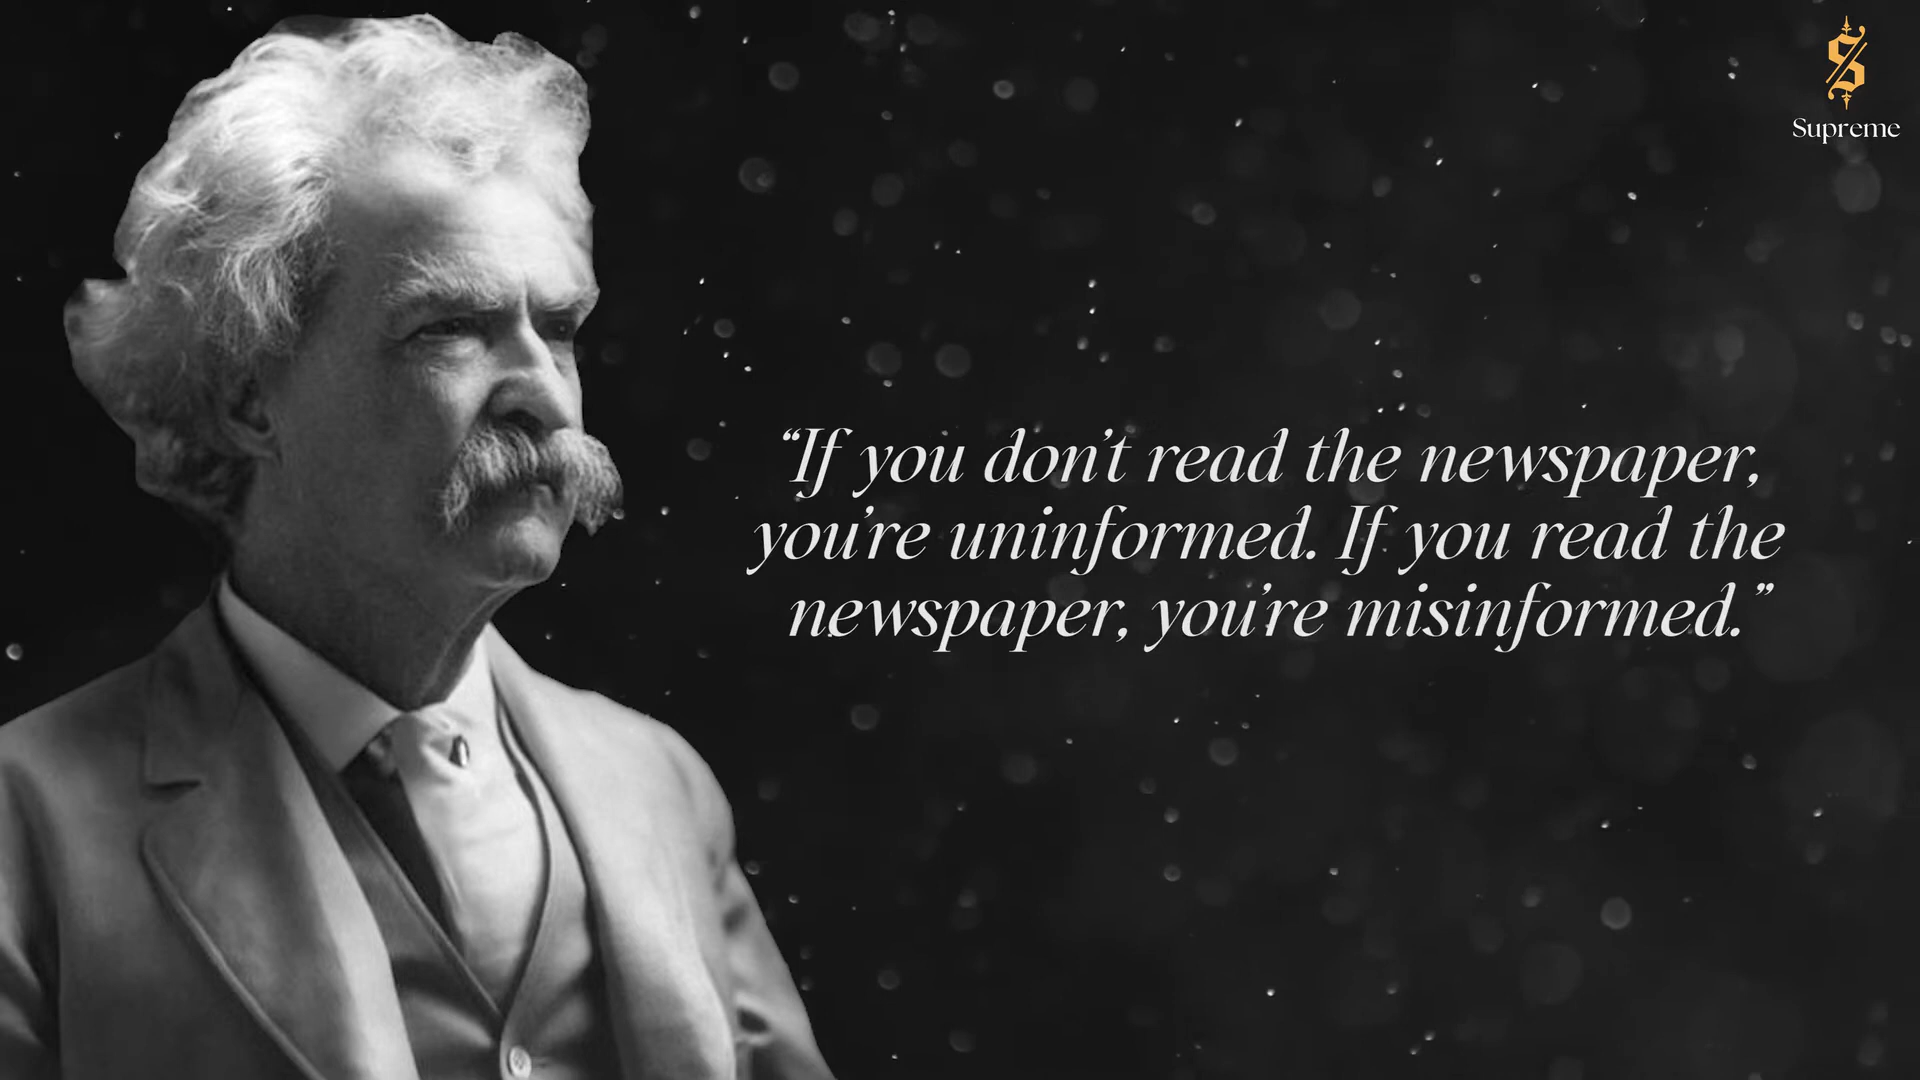 Supreme
“If you don’t read the newspaper,
you’re uninformed. If you read the
newspaper, you’re misinformed.”